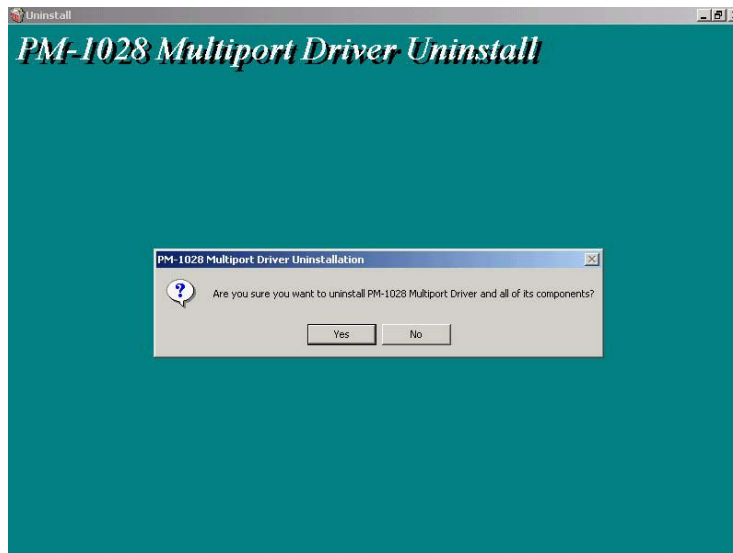 Uninstall
PM-1028 Multiport Driver Uninstall
PM-1028 Multiport Driver Uninstallation
Are you sure you want to uninstall PM-1028 Multiport Driver and all of its components?
Yes No